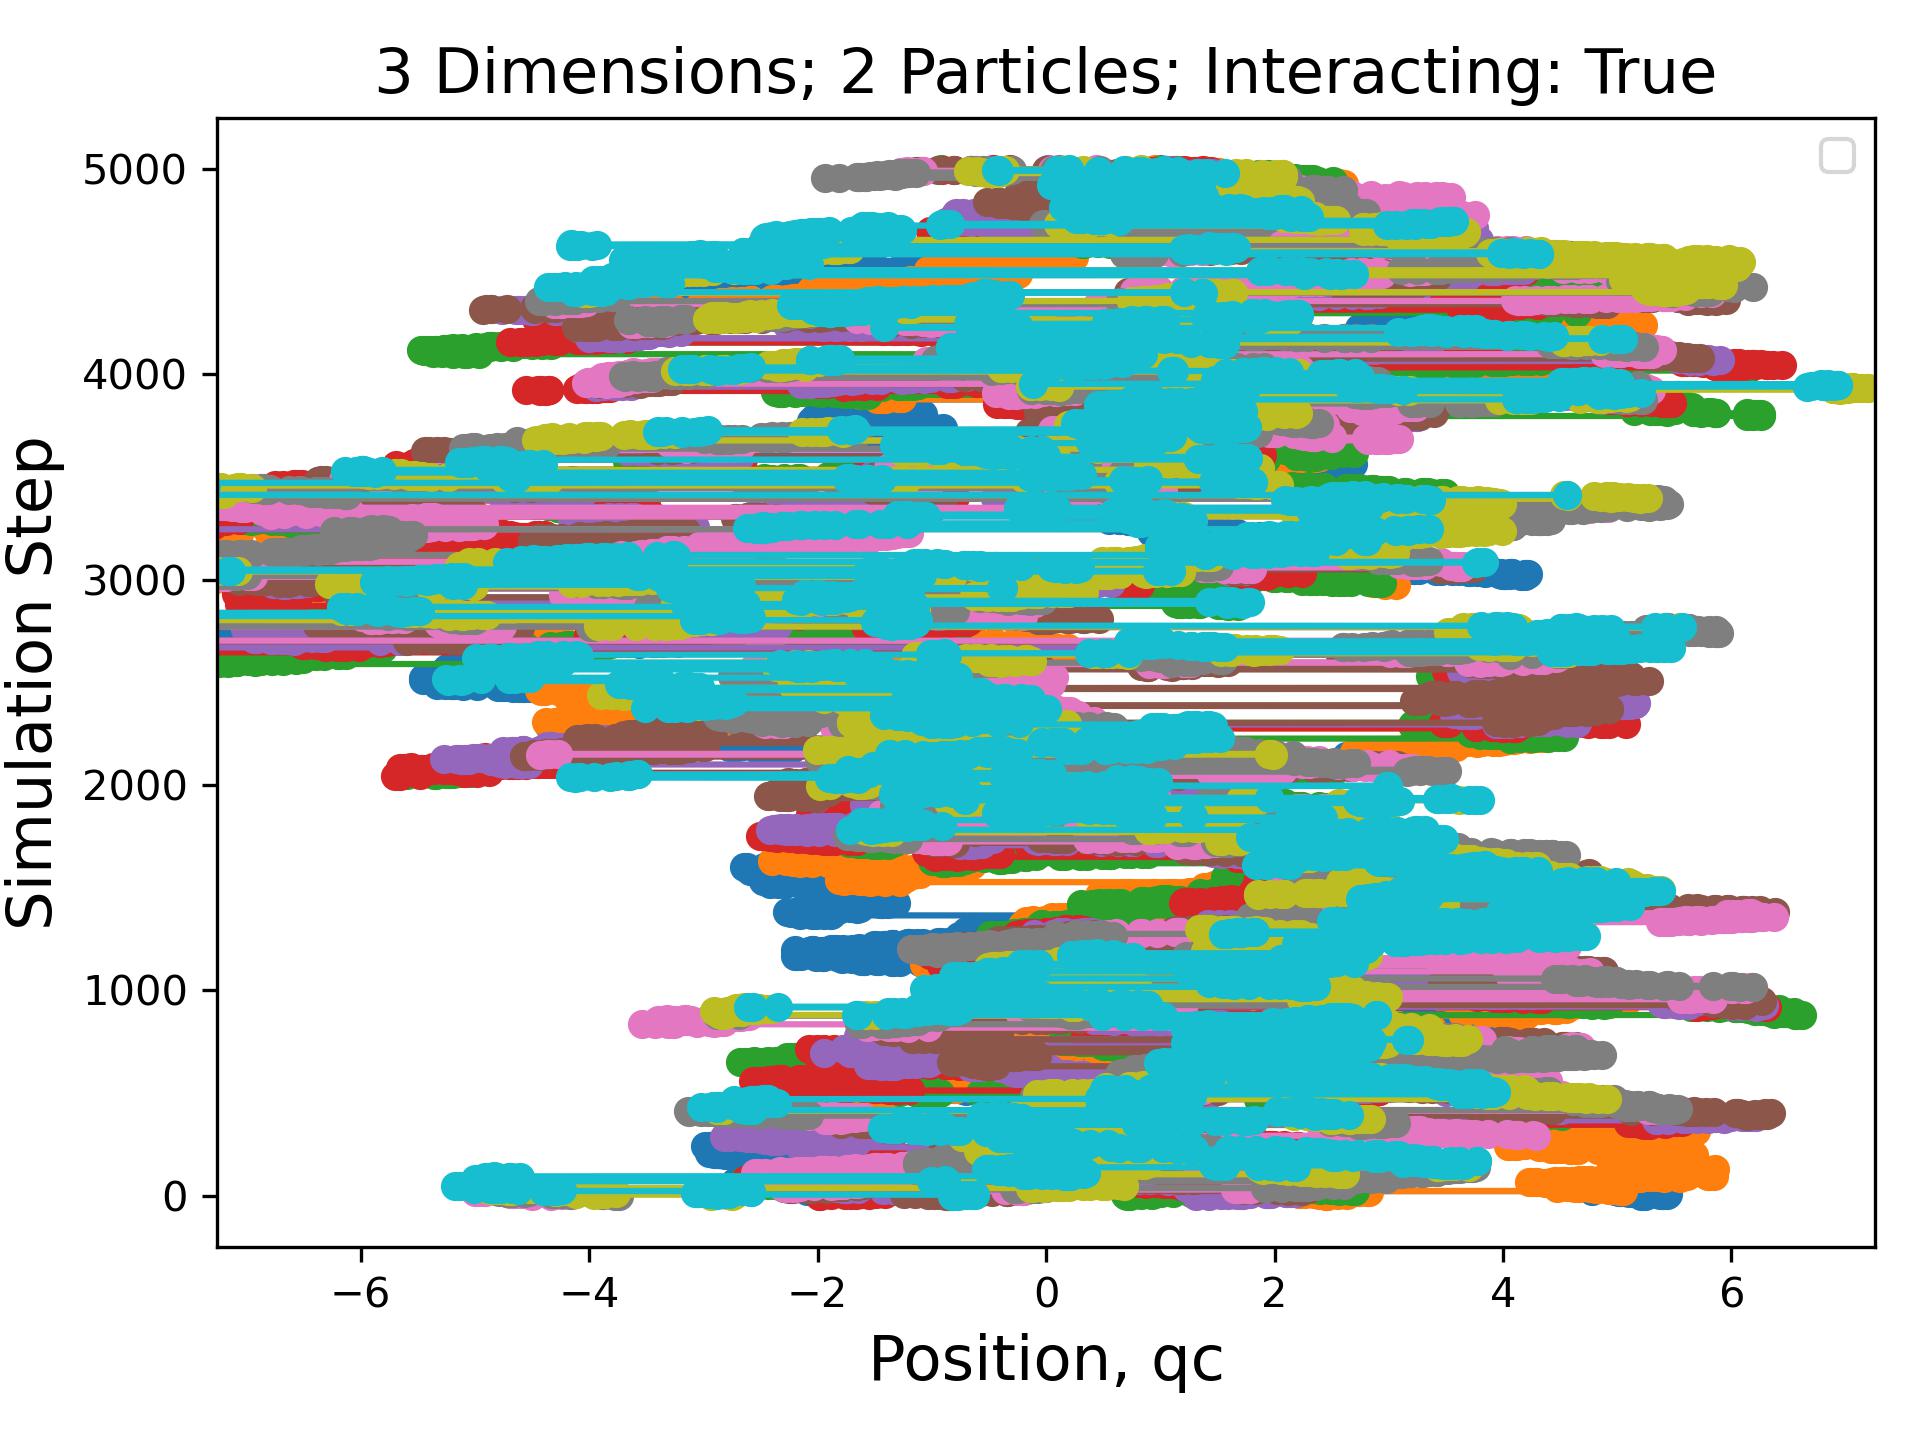 3 Dimensions; 2 Particles; Interacting: True
Simulation Step
5000
4000
3000
2000
1000
0
−6 −4 −2 0 2 4 6
Position, qc